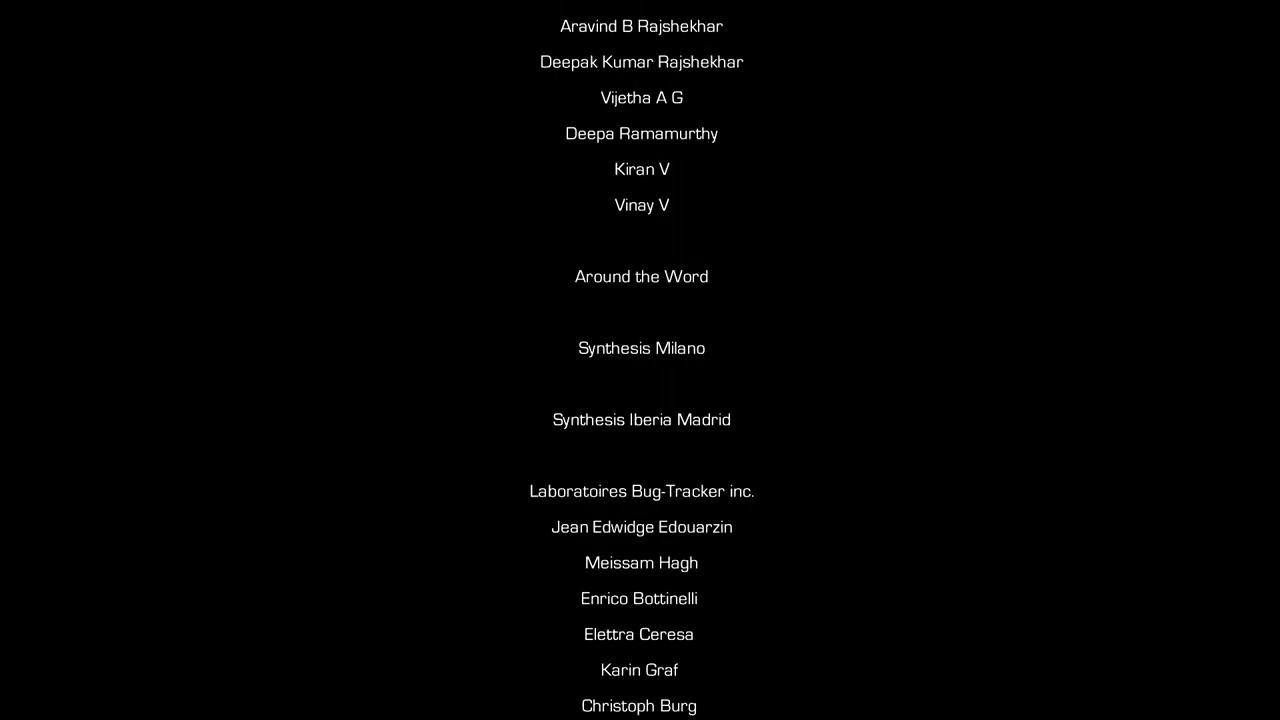 Aravind B Rajshekhar
Deepak Kumar Rajshekhar
Vijetha A G
Deepa Ramamurthy
Kiran V
Vinay V
Around the Word
Synthesis Milano
Synthesis Iberia Madrid
Laboratoires Bug-Tracker inc.
Jean Edwidge Edouarzin
Meissam Hagh
Enrico Bottinelli
Elettra Ceresa
Karin Graf
Christoph Burg